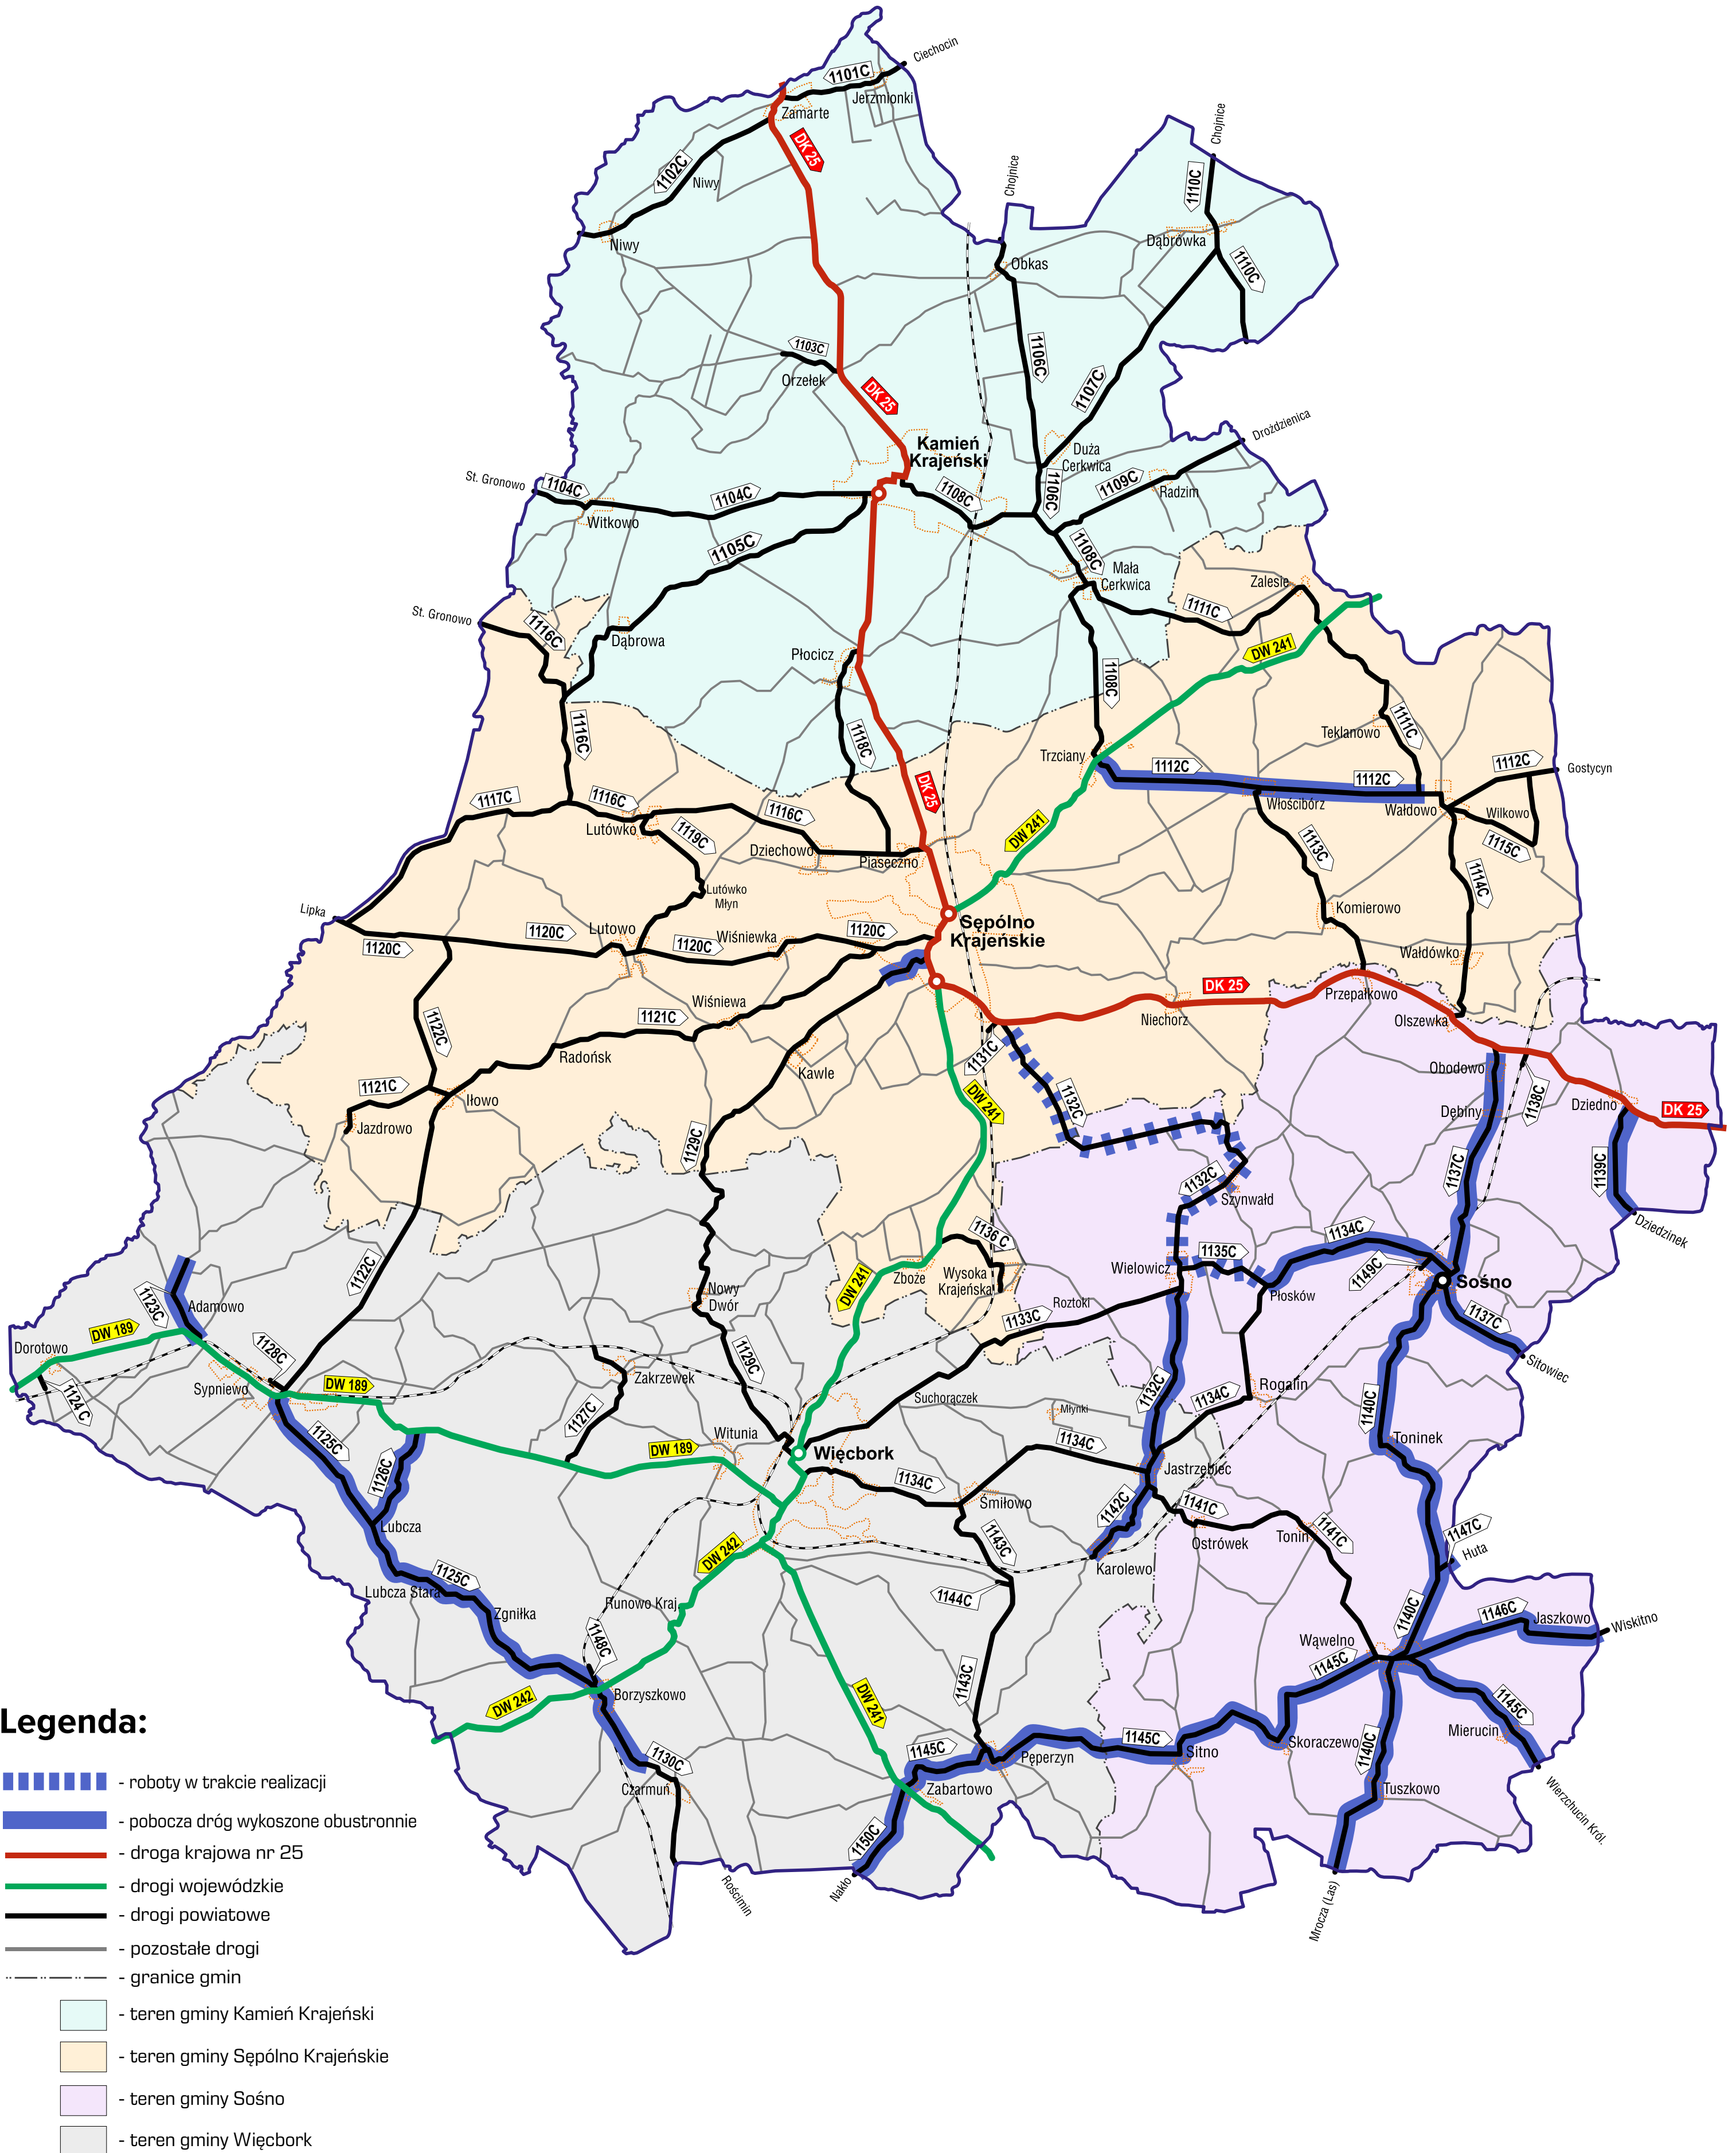 Ciechocin
1101C
Jerzmionki
Zamarte
DK 25
1102C
Niwy
Niwy
Chojnice
Chojnice
1110C
Dąbrówka
1110C
Obkas
1103C
Orzełek
DK 25
1106C
1107C
Kamień
Krajeński
Duża
Cerkwica
Drożdzienica
St. Gronowo
1104C
1104C
Witkowo
1108C
1106C
1109C
Radzim
1105C
1108C
Mała
Cerkwica
Zalesie
1111C
St. Gronowo
1116C
Dąbrowa
Płocicz
DW 241
1108C
1116C
1118C
Teklanowo
1111C
Trzciany
1112C
1112C
1112C
Gostycyn
DK 25
1117C
1116C
Lutówko
1119C
1116C
Dziechowo
Piaseczno
DW 241
Włościbórz
Wałdowo
Wilkowo
1115C
1113C
1114C
Lutówko
Młyn
Lipka
1120C
1120C
Lutowo
1120C
Wiśniewka
1120C
Sępólno
Krajeńskie
Komierowo
Wałdówko
DK 25
Przepałkowo
Niechorz
Olszewka
Wiśniewa
1121C
1122C
Radońsk
Kawle
1131C
1132C
DW 241
Obodowo
1138C
Dziedno
DK 25
1121C
Iłowo
Jazdrowo
Dębiny
1129C
1137C
1139C
1132C
Szynwałd
Dziedzinek
1136 C
Zboże
Wysoka
Krajeńska
DW 241
Wielowicz
1135C
1134C
1149C
Płosków
Sośno
1122C
1123C
Adamowo
Nowy
Dwór
Roztoki
1133C
1137C
Sitowiec
DW 189
Dorotowo
1124 C
1128C
Sypniewo
DW 189
1129C
Zakrzewek
1127C
Suchorączek
Młynki
1132C
1134C
Rogalin
1140C
1125C
1126C
Witunia
DW 189
Więcbork
1134C
1134C
Toninek
Jastrzębiec
Śmiłowo
1142C
1141C
Ostrówek
Tonin
1141C
Lubcza
1143C
1147C
Huta
DW 242
Karolewo
Lubcza Stara
1125C
Zgniłka
Runowo Kraj.
1144C
1140C
1146C
Jaszkowo
Wiskitno
1148C
Wąwelno
1145C
Borzyszkowo
DW 242
DW 241
1143C
1145C
Mierucin
1130C
Czarmuń
1145C
Pęperzyn
1145C
Sitno
Skoraczewo
1140C
Zabartowo
Tuszkowo
Wierzchucin Król.
1150C
Nakło
Rościmin
Mrocza (Las)
Legenda:
- roboty w trakcie realizacji
- pobocza dróg wykoszone obustronnie
- droga krajowa nr 25
- drogi wojewódzkie
- drogi powiatowe
- pozostałe drogi
- granice gmin
- teren gminy Kamień Krajeński
- teren gminy Sępólno Krajeńskie
- teren gminy Sośno
- teren gminy Więcbork